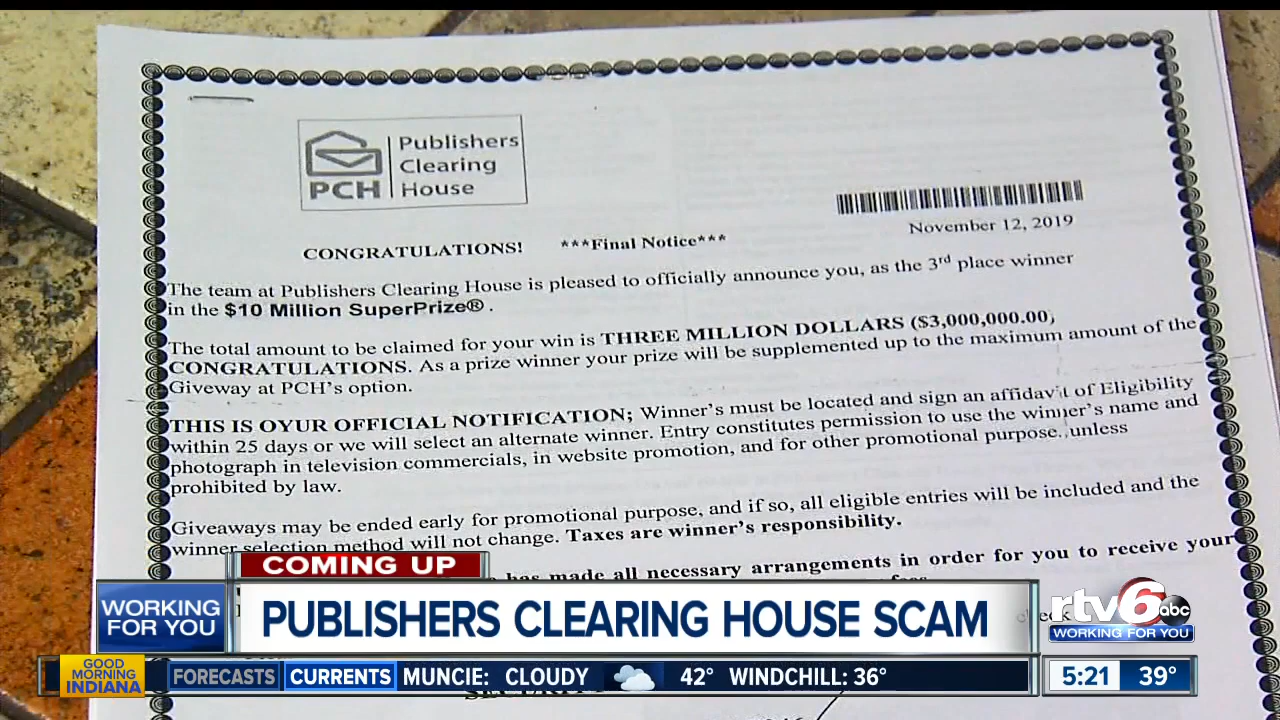 Publishers
Clearing
PCH House
November 12, 2019
CONGRATULATIONS! ***Final Notice***
The team at Publishers Clearing House is pleased to officially announce you, as the 3rd place winner
in the $10 Million SuperPrize® .
The total amount to be claimed for your win is THREE MILLION DOLLARS ($3,000,000.00)
CONGRATULATIONS. As a prize winner your prize will be supplemented up to the maximum amount of the
Giveway at PCH's option.
THIS IS OYUR OFFICIAL NOTIFICATION; Winner's must be located and sign an affidavit of Eligibility
within 25 days or we will select an alternate winner. Entry constitutes permission to use the winner's name and
photograph in television commercials, in website promotion, and for other promotional purpose., unless
prohibited by law.
Giveaways may be ended early for promotional purpose, and if so, all eligible entries will be included and the
winner selection method will not change. Taxes are winner's responsibility.
has made all necessary arrangements in order for you to receive your
COMING UP
WORKING
FOR YOU
PUBLISHERS CLEARING HOUSE SCAM
check
rtv6 abc
WORKING FOR YOU
GOOD
MORNING
INDIANA
FORECASTS CURRENTS MUNCIE: CLOUDY 42° WINDCHILL: 36°
5:21 39°